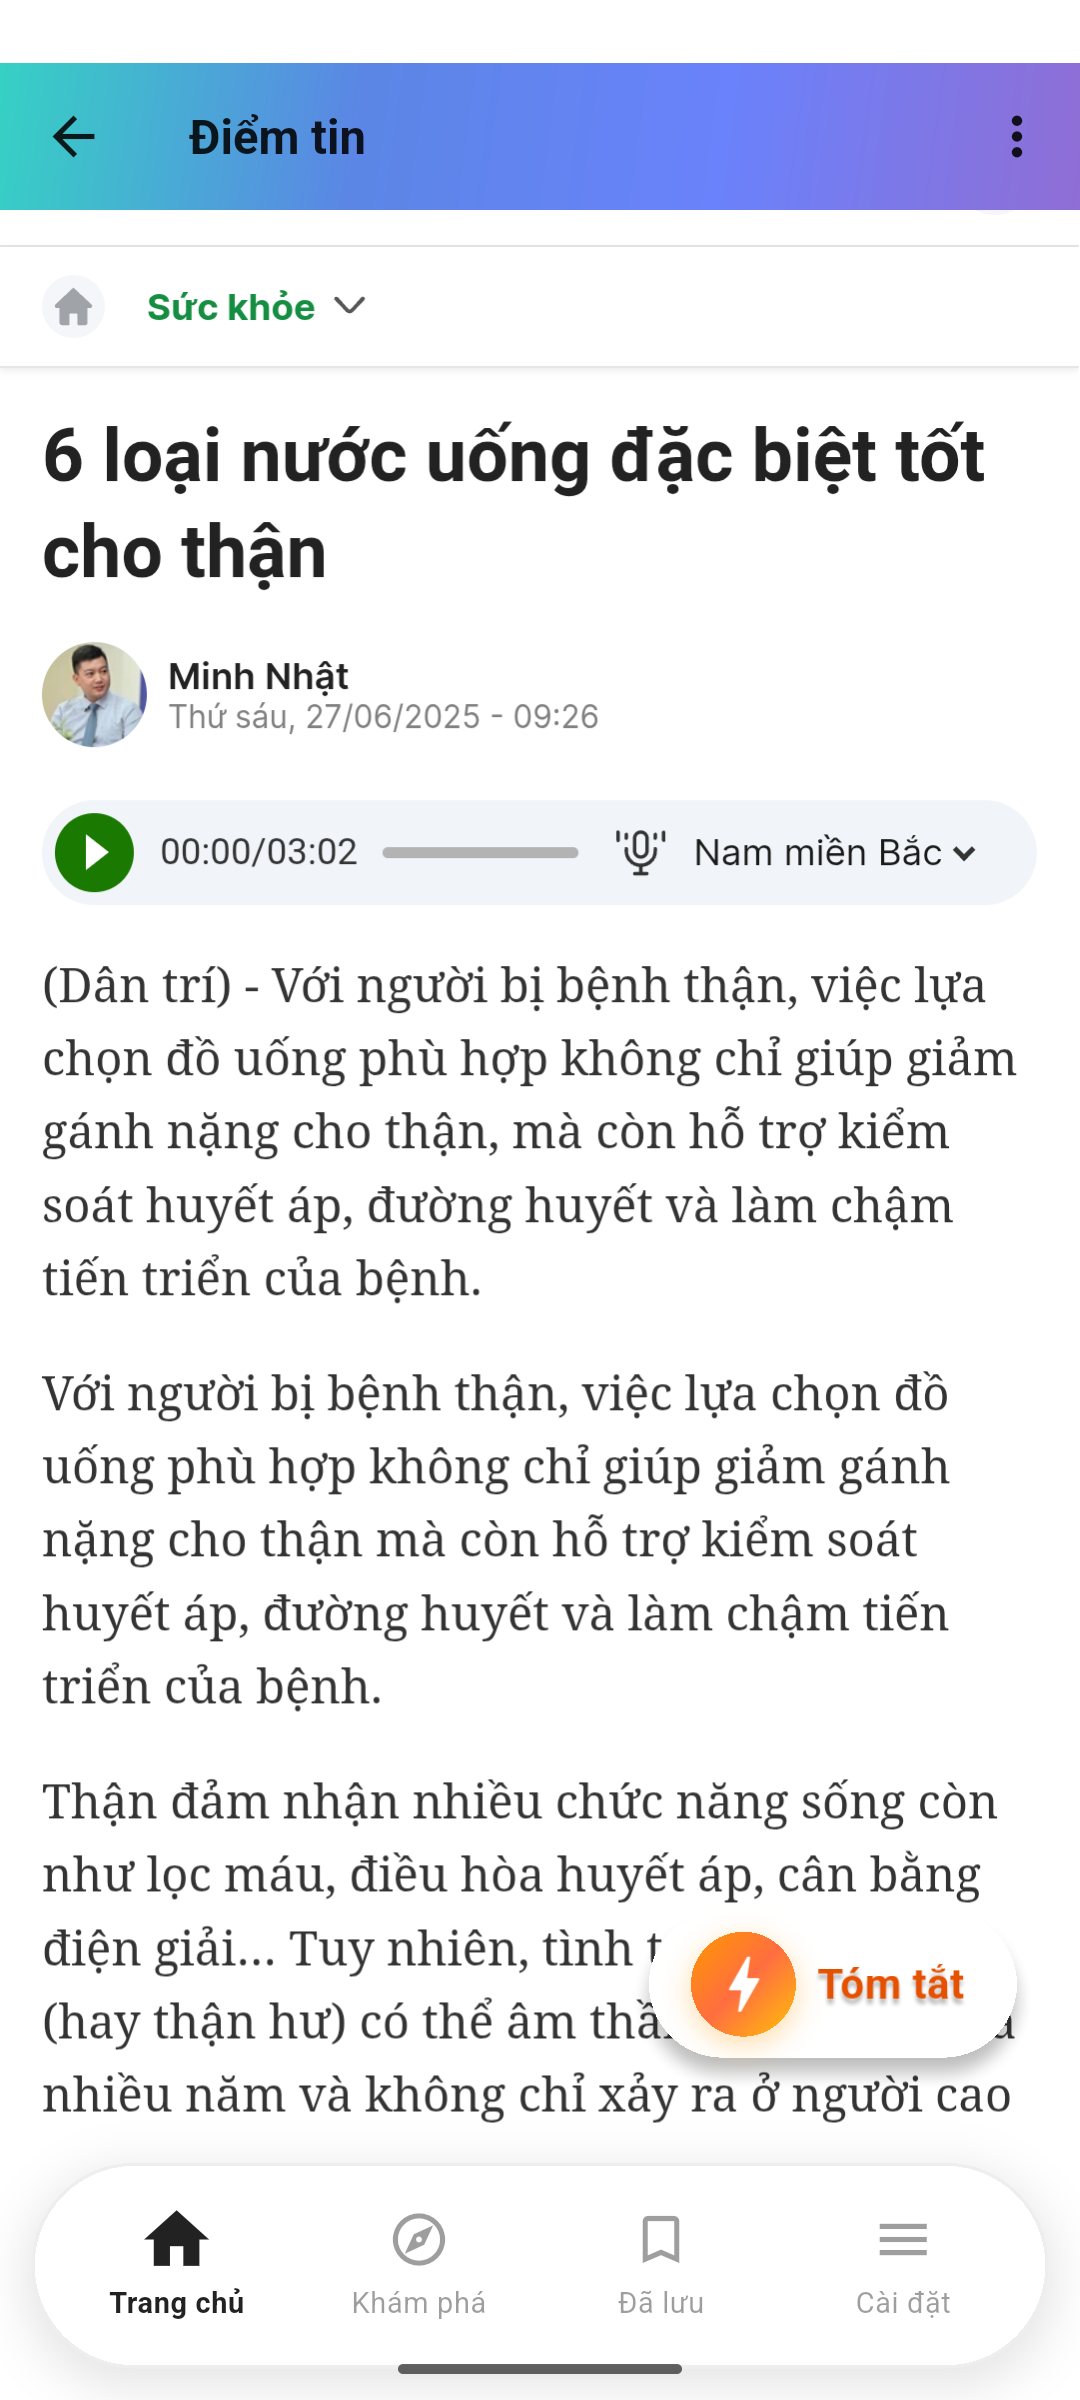 Điểm tin
Sức khỏe
6 loại nước uống đặc biệt tốt
cho thận
Minh Nhật
Thứ sáu, 27/06/2025 - 09:26
00:00/03:02
Nam miền Bắc
(Dân trí) - Với người bị bệnh thận, việc lựa
chọn đồ uống phù hợp không chỉ giúp giảm
gánh nặng cho thận, mà còn hỗ trợ kiểm
soát huyết áp, đường huyết và làm chậm
tiến triển của bệnh.
Với người bị bệnh thận, việc lựa chọn đồ
uống phù hợp không chỉ giúp giảm gánh
nặng cho thận mà còn hỗ trợ kiểm soát
huyết áp, đường huyết và làm chậm tiến
triển của bệnh.
Thận đảm nhận nhiều chức năng sống còn
như lọc máu, điều hòa huyết áp, cân bằng
điện giải... Tuy nhiên, tình
Tóm tắt
(hay thận hư) có thể âm
nhiều năm và không chỉ xảy ra ở người cao
Trang chủ
Khám phá
Đã lưu
Cài đặt